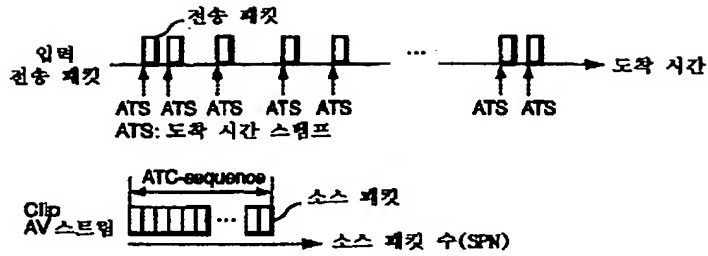 전송 패킷
입력
전송 패킷
...
도착 시간
ATS ATS ATS ATS ATS ATS ATS
ATS: 도착 시간 스탬프
ATC-sequence
소스 패킷
Clip
AV 스트림
...
소스 패킷 수(SPN)